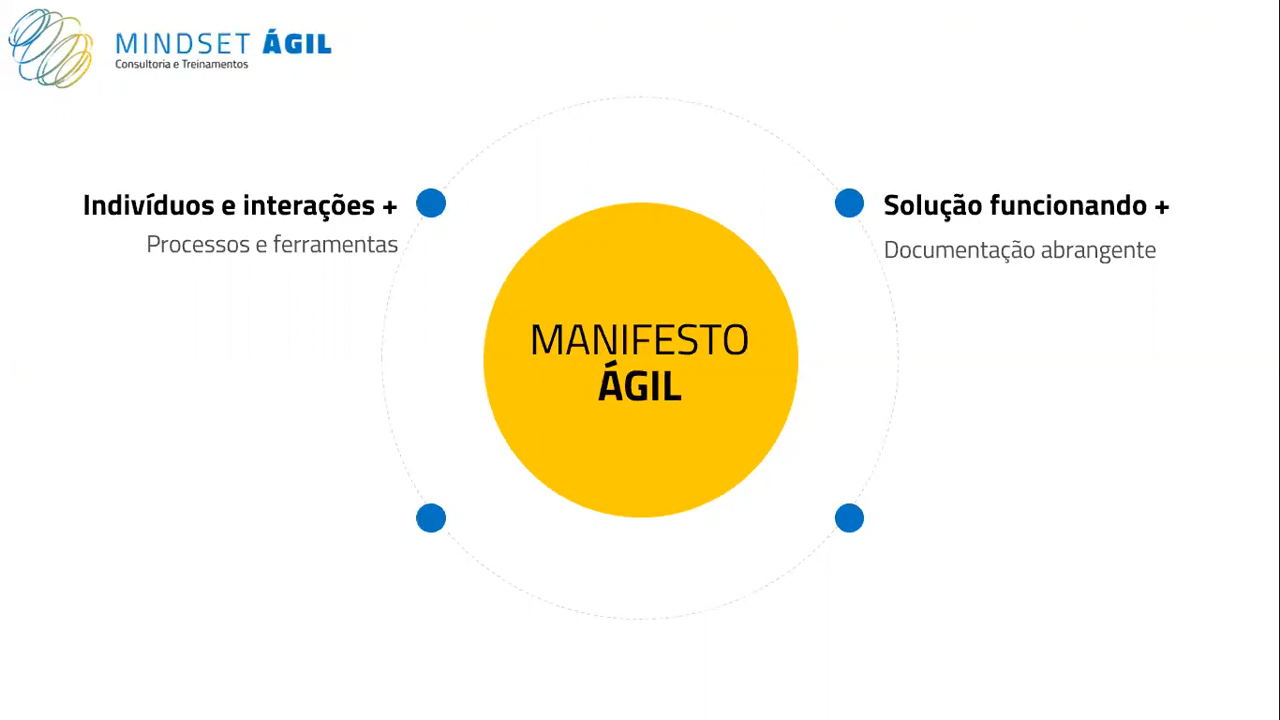 MINDSET ÁGIL
Consultoria e Treinamentos
Indivíduos e interações +
Processos e ferramentas
Solução funcionando +
Documentação abrangente
MANIFESTO
ÁGIL